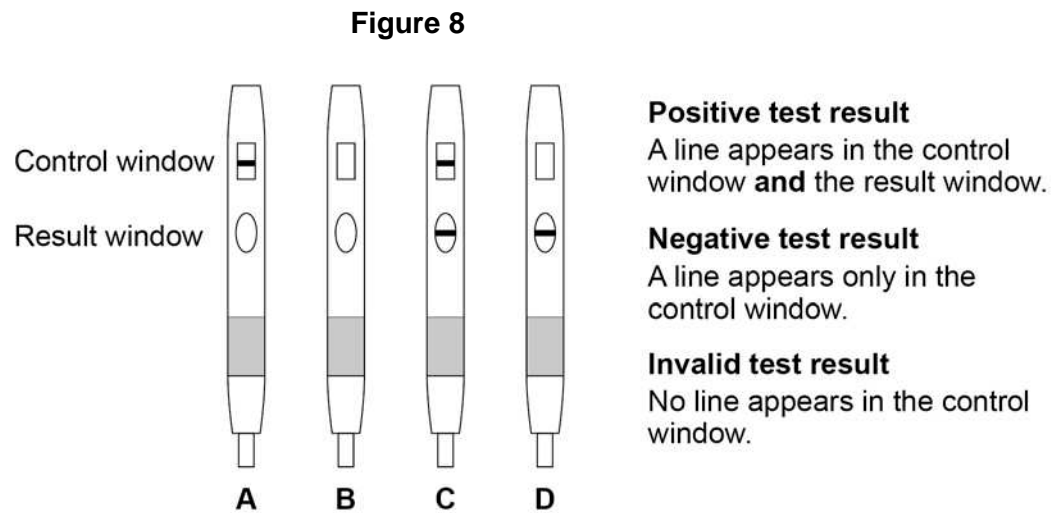 Figure 8
Control window
Result window
A
B
C
D
Positive test result
A line appears in the control
window and the result window.
Negative test result
A line appears only in the
control window.
Invalid test result
No line appears in the control
window.